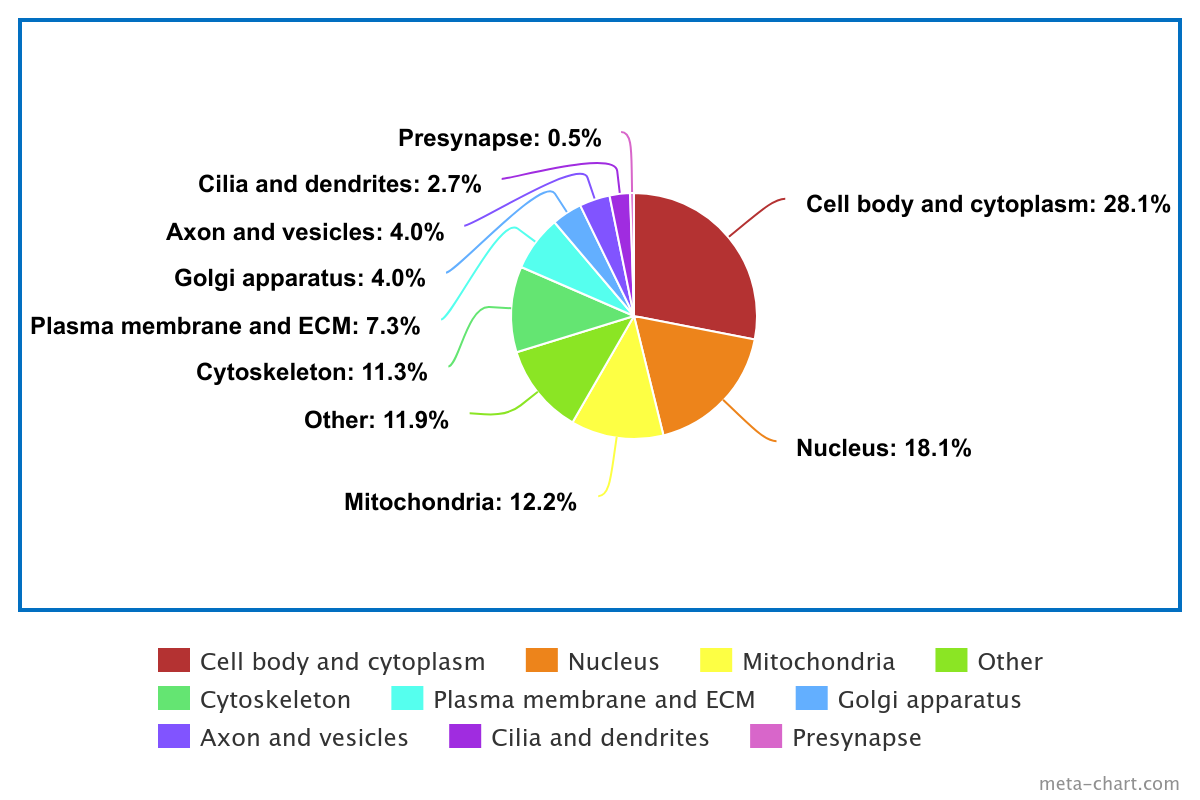 Presynapse: 0.5%
Cilia and dendrites: 2.7%
Cell body and cytoplasm: 28.1%
Axon and vesicles: 4.0%
Golgi apparatus: 4.0%
Plasma membrane and ECM: 7.3%
Cytoskeleton: 11.3%
Other: 11.9%
Nucleus: 18.1%
Mitochondria: 12.2%
Cell body and cytoplasm Nucleus Mitochondria Other
Cytoskeleton Plasma membrane and ECM Golgi apparatus
Axon and vesicles Cilia and dendrites Presynapse
meta-chart.com